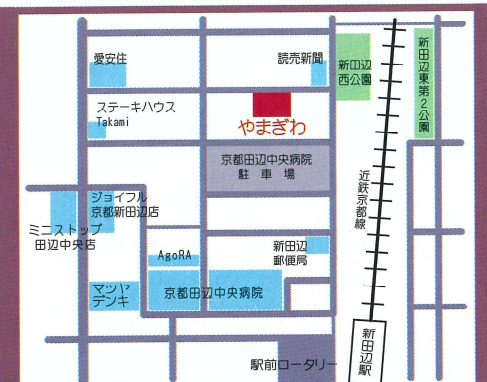 愛安住
読売新聞
新田辺
西公園
新田辺東第2公園
ステーキハウス
Takami
やまぎわ
京都田辺中央病院
駐車場
近鉄京都線
ジョイフル
京都新田辺店
ミニストップ
田辺中央店
新田辺
郵便局
AgoRA
マツヤ
デンキ
京都田辺中央病院
新田辺駅
駅前ロータリー